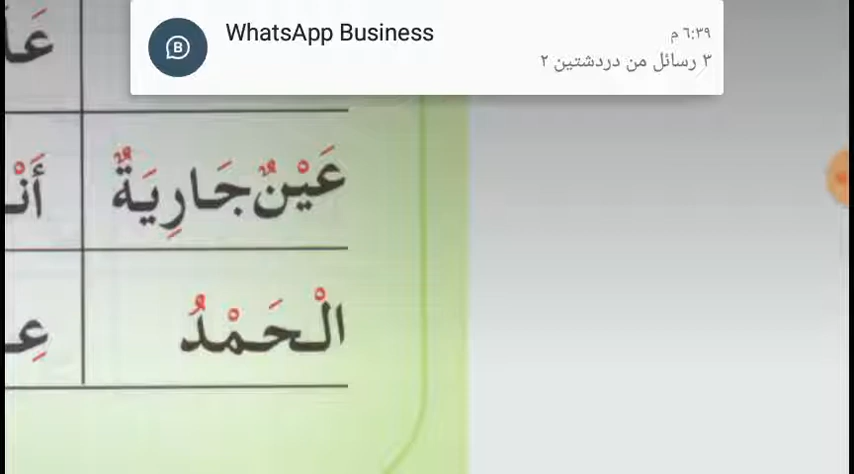 WhatsApp Business
٦:٣٩ م
٣ رسائل من دردشتين ٢
عَيْنٌ جَارِيَةٌ
الْحَمْدُ